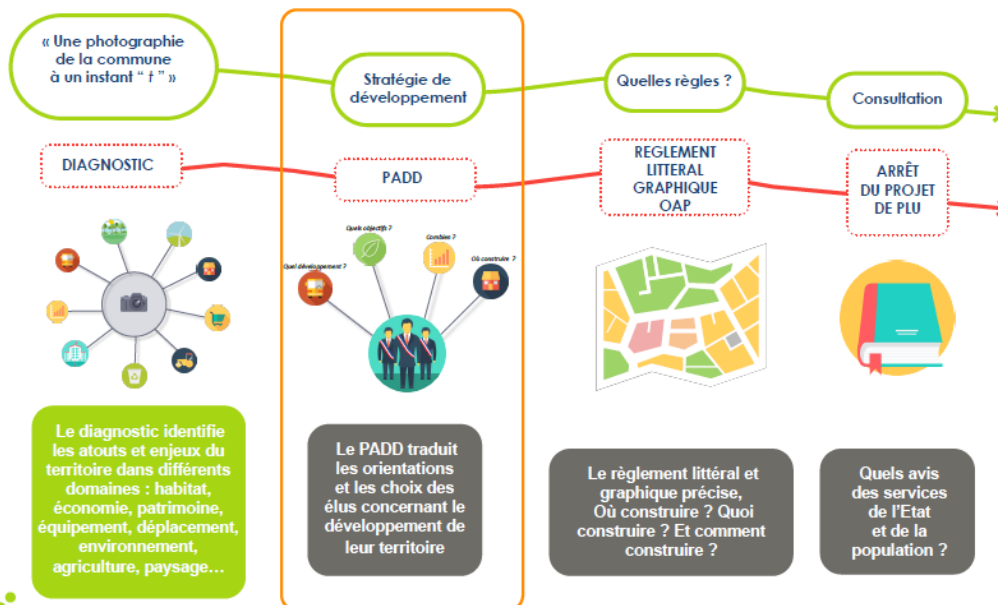 « Une photographie
de la commune
à un instant “ t ” »
Stratégie de
développement
Quelles règles ?
Consultation
DIAGNOSTIC
PADD
REGLEMENT
LITTERAL
GRAPHIQUE
OAP
ARRÊT
DU PROJET
DE PLU
Quels objectifs ?
Combien ?
Quel développement ?
Où construire ?
Le diagnostic identifie
les atouts et enjeux du
territoire dans différents
domaines : habitat,
économie, patrimoine,
équipement, déplacement,
environnement,
agriculture, paysage…
Le PADD traduit
les orientations
et les choix des
élus concernant le
développement de
leur territoire
Le règlement littéral et
graphique précise,
Où construire ? Quoi
construire ? Et comment
construire ?
Quels avis
des services
de l’Etat
et de la
population ?